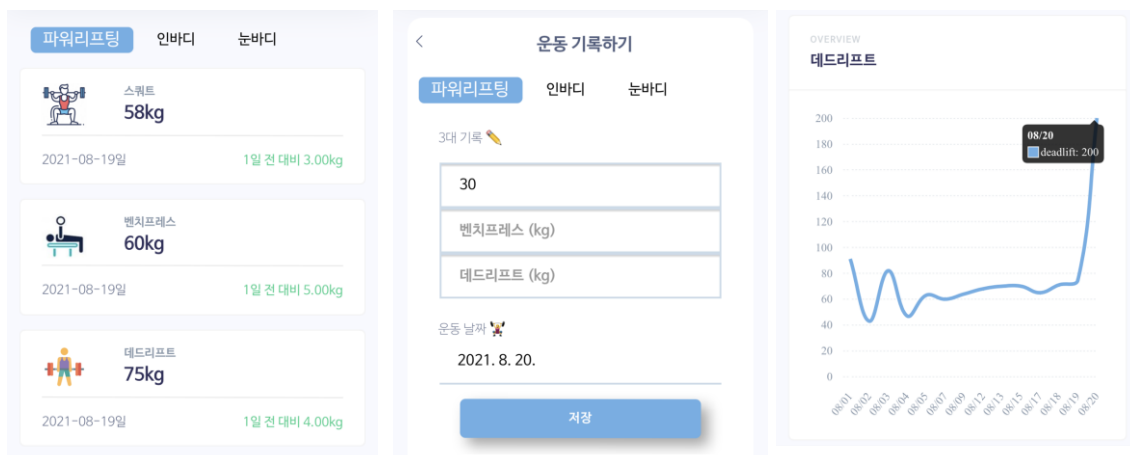 파워리프팅 인바디 눈바디
스쿼트
58kg
2021-08-19일 1일 전 대비 3.00kg
벤치프레스
60kg
2021-08-19일 1일 전 대비 5.00kg
데드리프트
75kg
2021-08-19일 1일 전 대비 4.00kg
운동 기록하기
파워리프팅 인바디 눈바디
3대 기록 ✏️
30
벤치프레스 (kg)
데드리프트 (kg)
운동 날짜 🏋️
2021. 8. 20.
저장
OVERVIEW
데드리프트
200
180
160
140
120
100
80
60
40
20
0
08/20
deadlift: 200
08/01 08/02 08/03 08/04 08/05 08/07 08/09 08/12 08/13 08/15 08/17 08/18 08/19 08/20